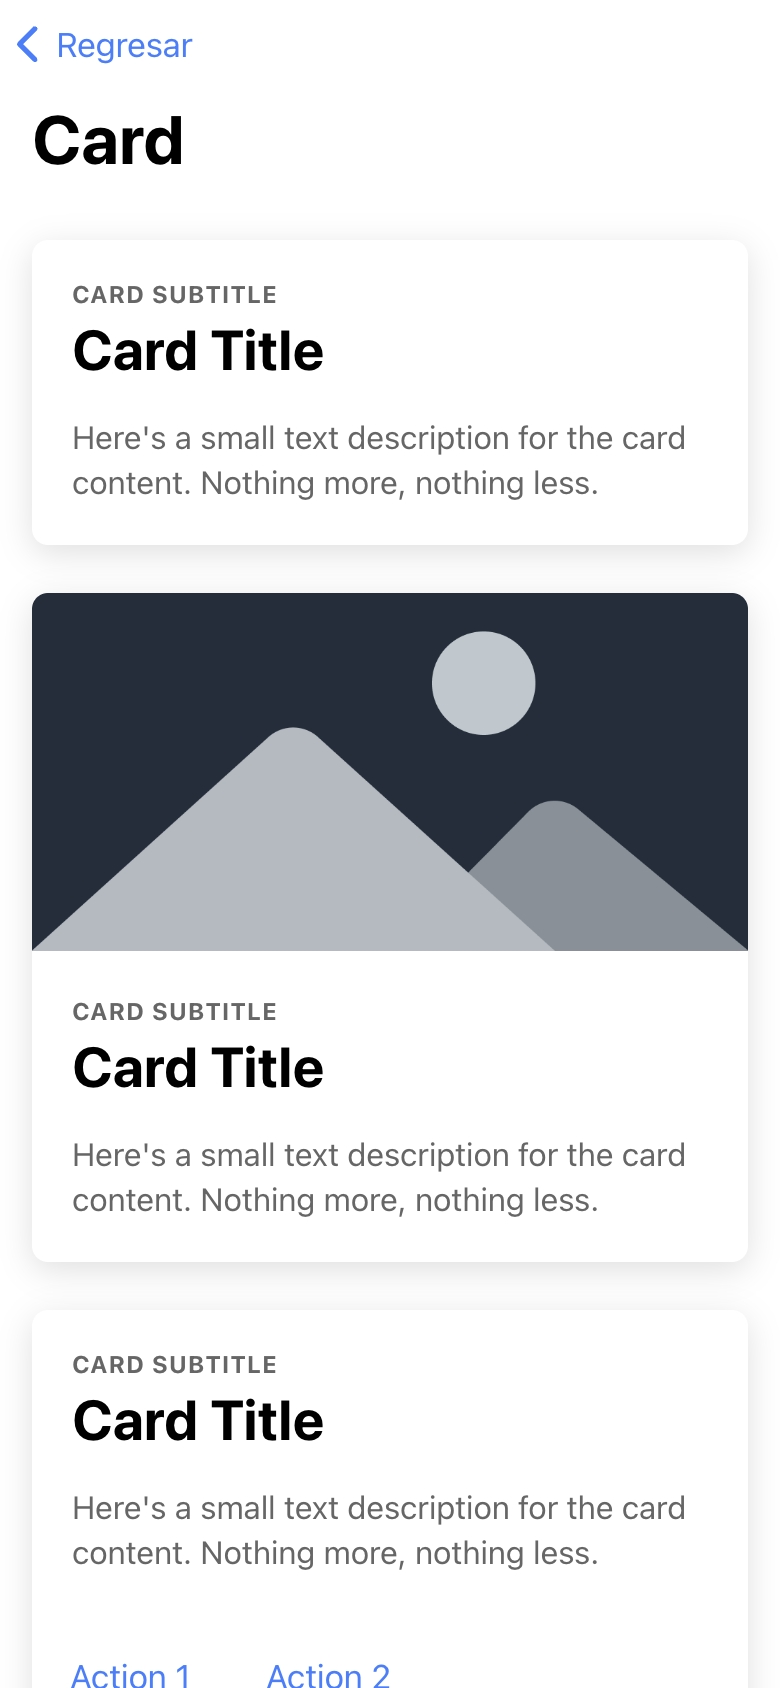 Regresar
Card
CARD SUBTITLE
Card Title
Here's a small text description for the card
content. Nothing more, nothing less.
CARD SUBTITLE
Card Title
Here's a small text description for the card
content. Nothing more, nothing less.
CARD SUBTITLE
Card Title
Here's a small text description for the card
content. Nothing more, nothing less.
Action 1 Action 2